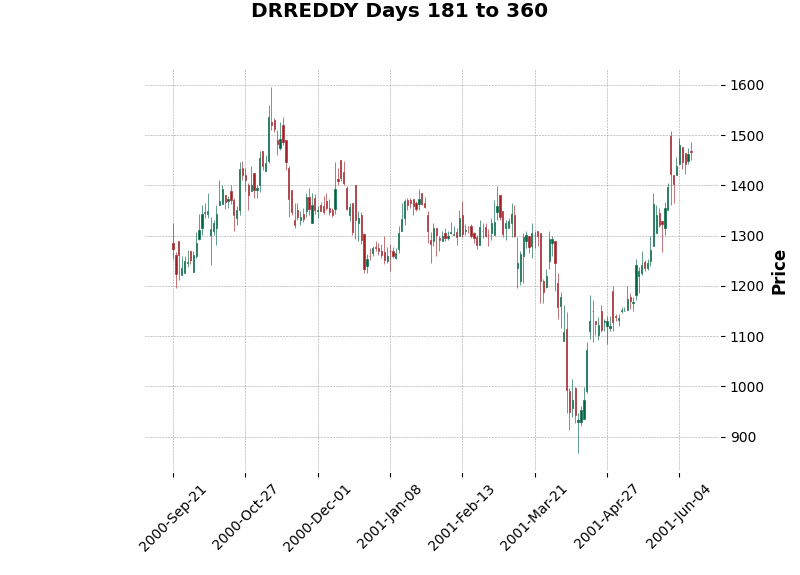 DRREDDY Days 181 to 360
1600
1500
1400
1300
1200
1100
1000
900
Price
2000-Sep-21
2000-Oct-27
2000-Dec-01
2001-Jan-08
2001-Feb-13
2001-Mar-21
2001-Apr-27
2001-Jun-04